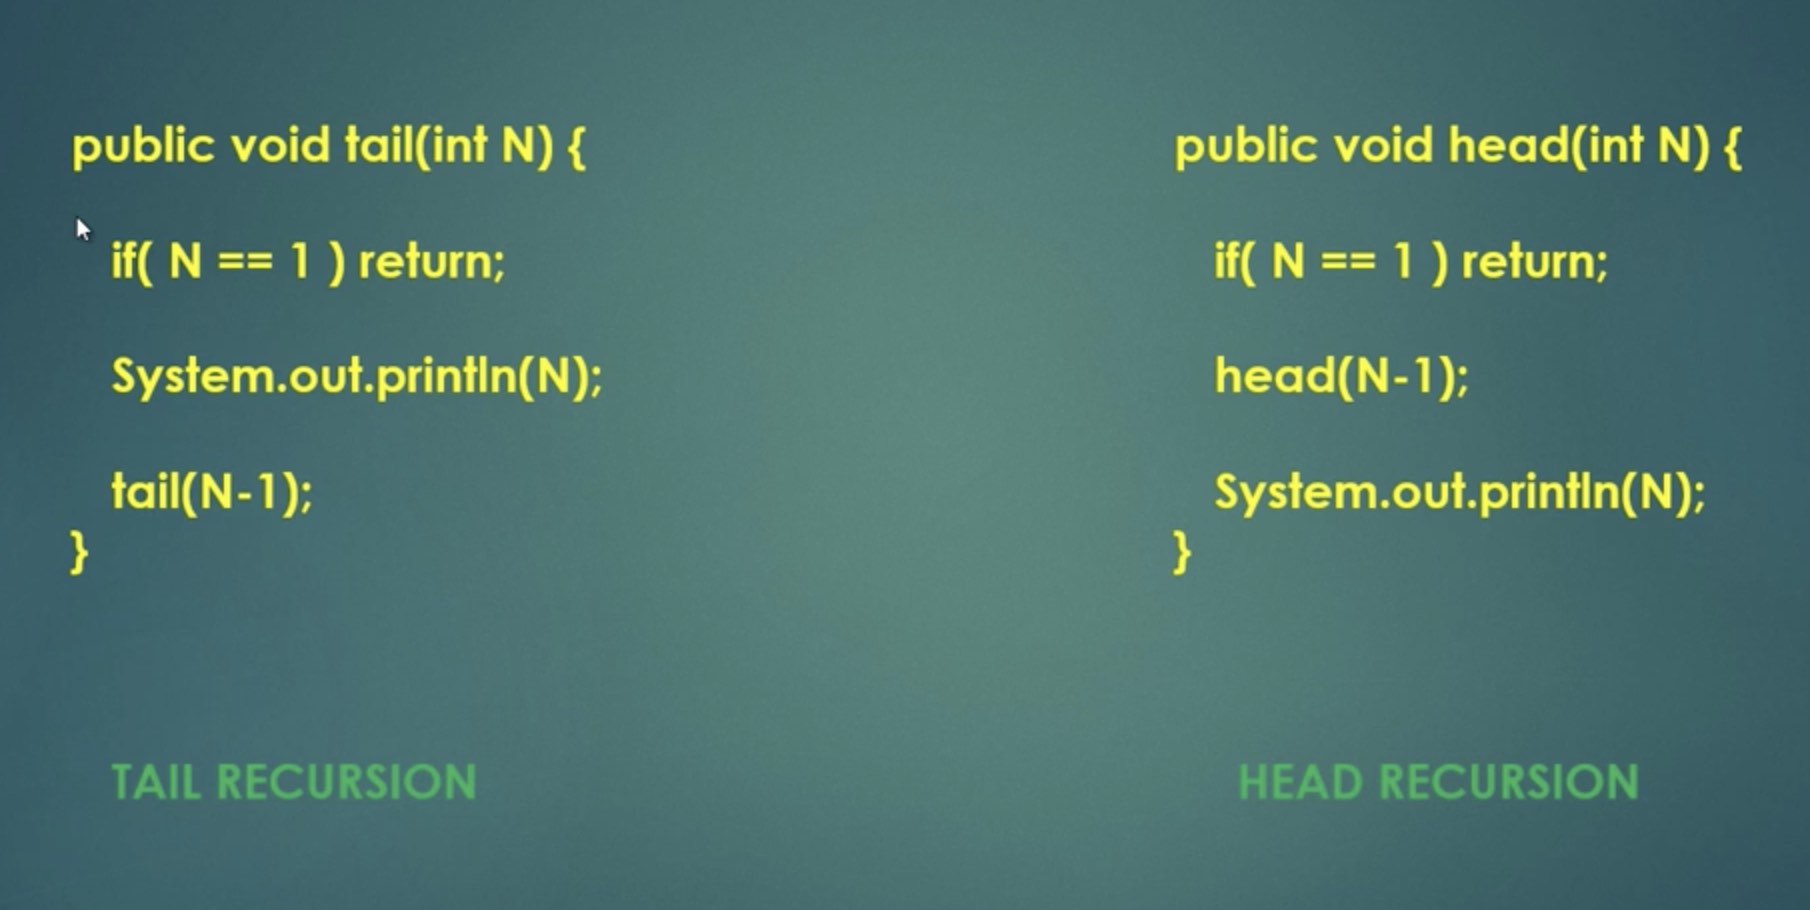 public void tail(int N) {
if( N == 1 ) return;
System.out.println(N);
tail(N-1);
}
TAIL RECURSION
public void head(int N) {
if( N == 1 ) return;
head(N-1);
System.out.println(N);
}
HEAD RECURSION